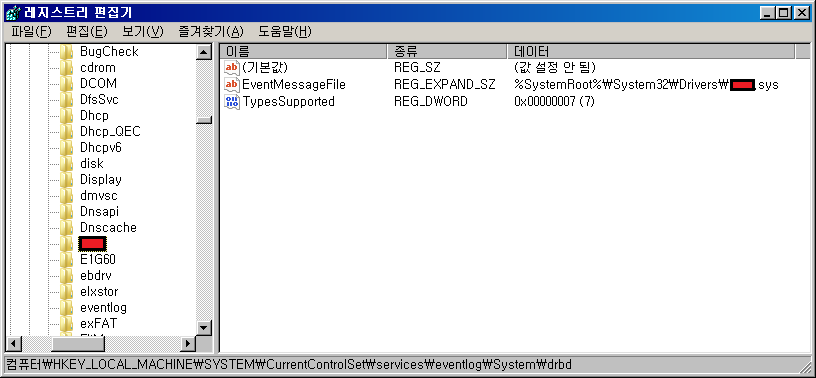 레지스트리 편집기
파일(F) 편집(E) 보기(V) 즐겨찾기(A) 도움말(H)
BugCheck
cdrom
DCOM
DfsSvc
Dhcp
Dhcp_QEC
Dhcpv6
disk
Display
dmvsc
Dnsapi
Dnscache
E1G60
ebdrv
elxstor
eventlog
exFAT
이름 종류 데이터
(기본값) REG_SZ (값 설정 안 됨)
EventMessageFile REG_EXPAND_SZ %SystemRoot%₩System32₩Drivers₩ sys
TypesSupported REG_DWORD 0x00000007 (7)
컴퓨터₩HKEY_LOCAL_MACHINE₩SYSTEM₩CurrentControlSet₩services₩eventlog₩System₩drbd